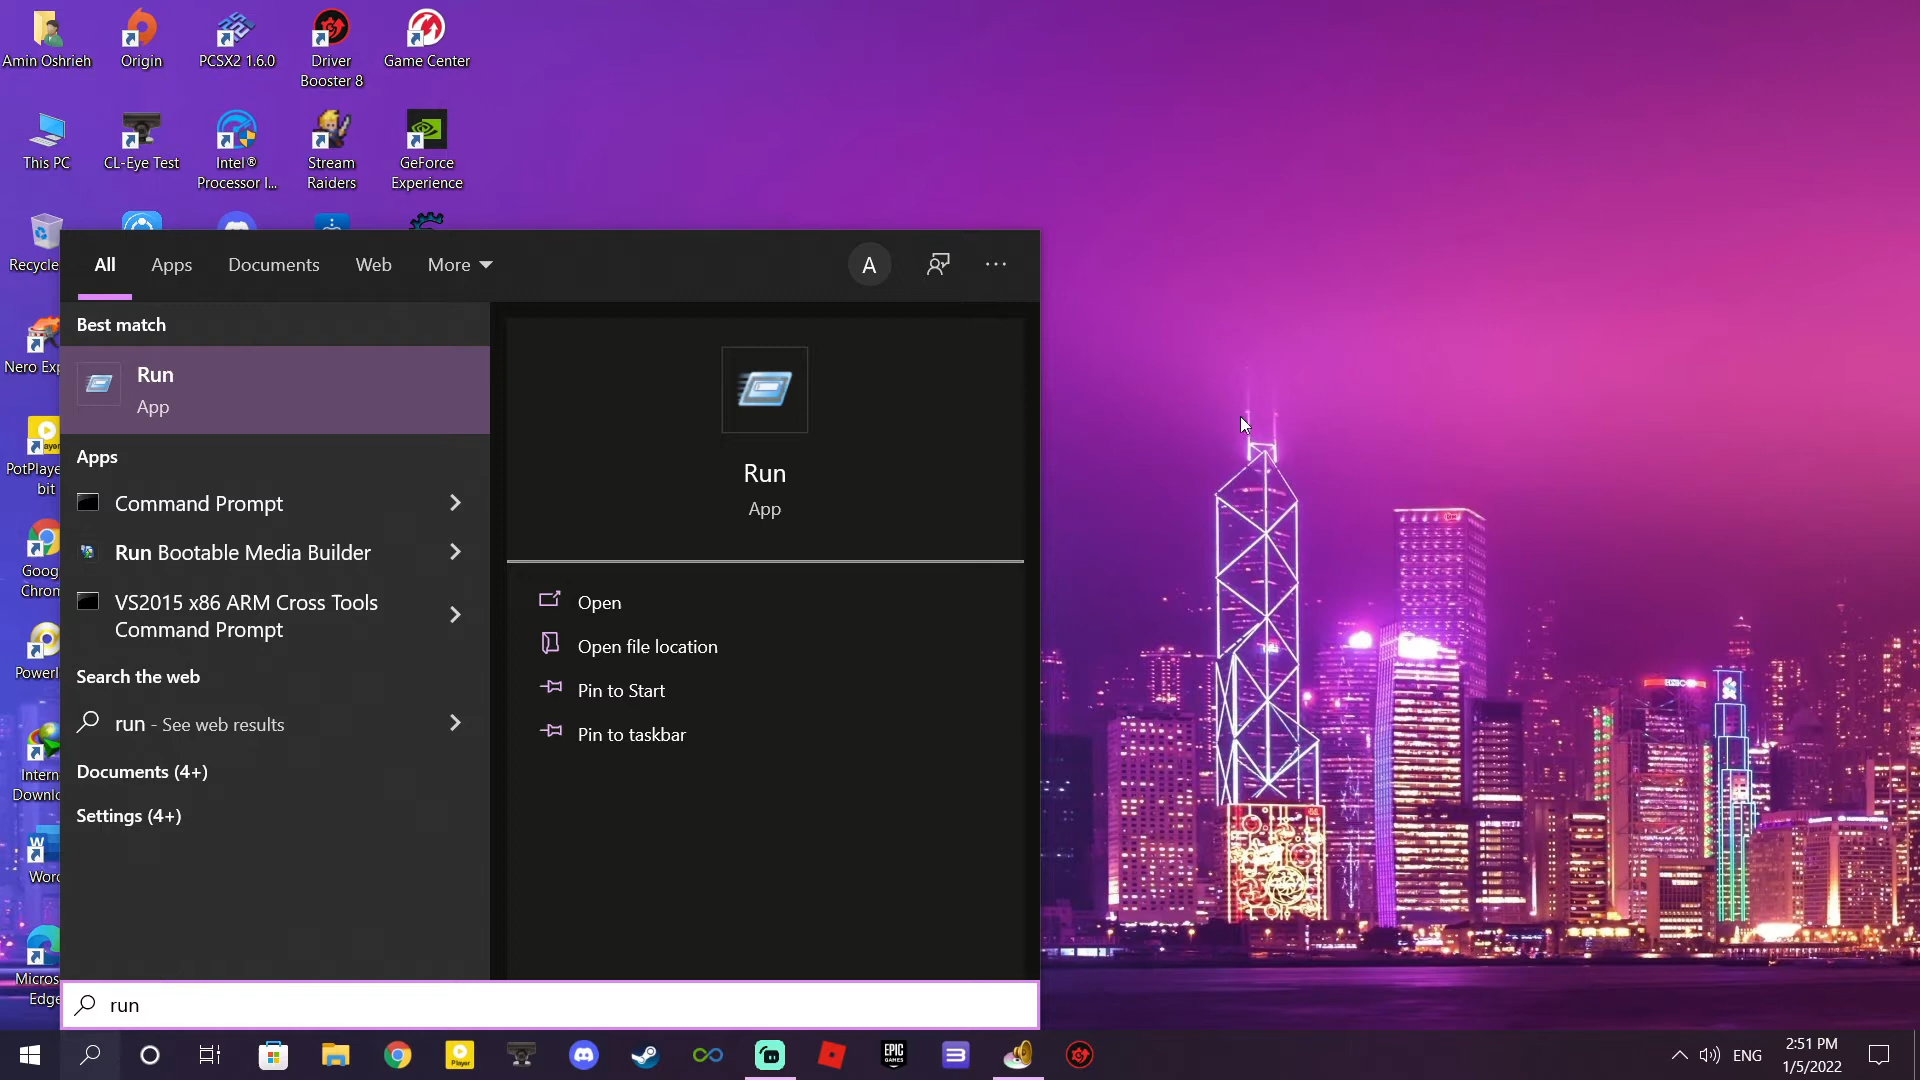 Amin Oshrieh
Origin
PCSX2 1.6.0
Driver
Booster 8
Game Center
This PC
CL-Eye Test
Intel®
Processor I...
Stream
Raiders
GeForce
Experience
Recycle
Nero Exp
PotPlaye
bit
Goog
Chrom
Powerl
Intern
Downlo
Word
Micros
Edge
All
Apps
Documents
Web
More
A
Best match
Run
App
Apps
Command Prompt
Run Bootable Media Builder
VS2015 x86 ARM Cross Tools
Command Prompt
Search the web
run - See web results
Documents (4+)
Settings (4+)
Run
App
Open
Open file location
Pin to Start
Pin to taskbar
run
Player
EPIC
GAMES
ENG
2:51 PM
1/5/2022